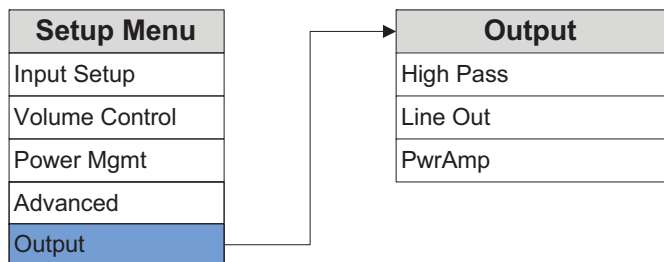 Setup Menu
Input Setup
Volume Control
Power Mgmt
Advanced
Output
Output
High Pass
Line Out
PwrAmp